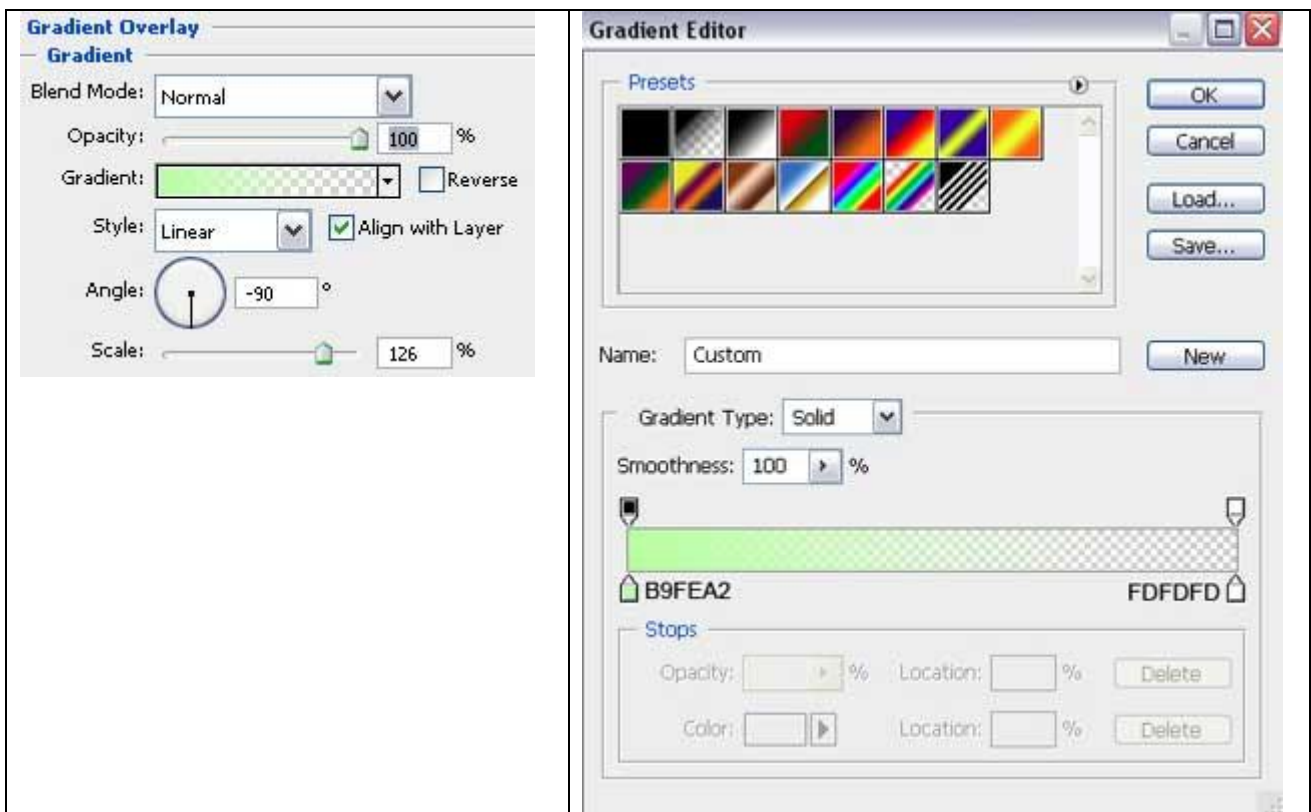 Gradient Overlay
Gradient
Blend Mode: Normal
Opacity: 100 %
Gradient: Reverse
Style: Linear Align with Layer
Angle: -90 °
Scale: 126 %
Gradient Editor
Presets
OK
Cancel
Load...
Save...
Name: Custom New
Gradient Type: Solid
Smoothness: 100 %
B9FEA2 FDFDFD
Stops
Opacity: % Location: % Delete
Color: Location: % Delete